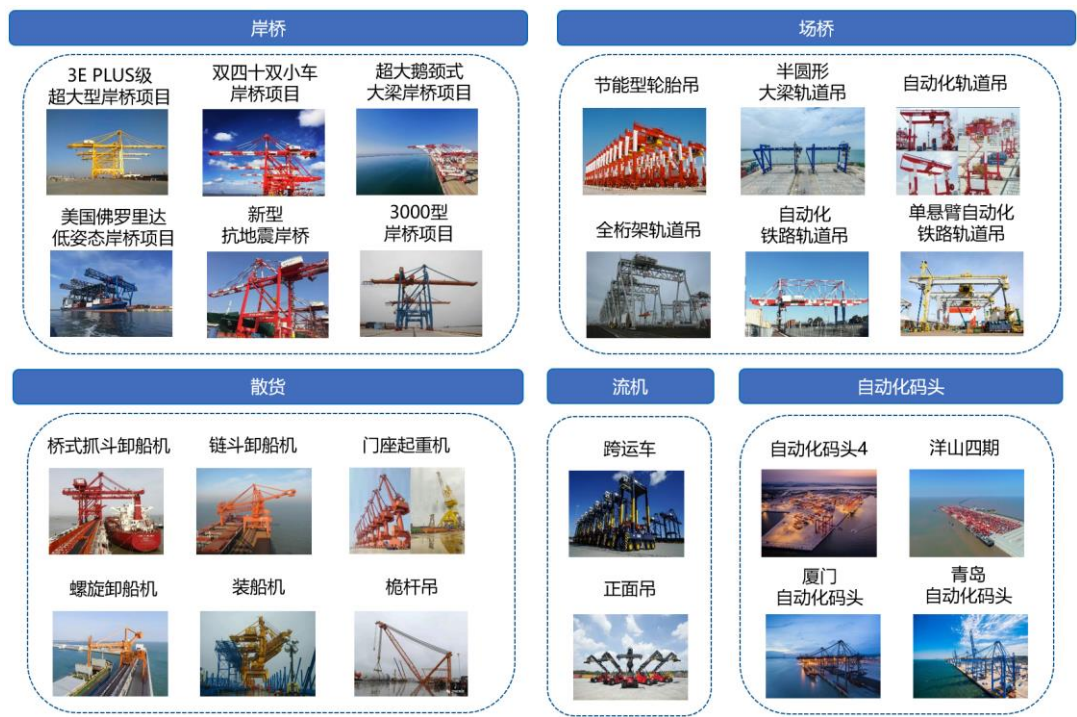 岸桥
3E PLUS级
超大型岸桥项目
双四十双小车
岸桥项目
超大鹅颈式
大梁岸桥项目
美国佛罗里达
低姿态岸桥项目
新型
抗地震岸桥
3000型
岸桥项目
场桥
节能型轮胎吊
半圆形
大梁轨道吊
自动化轨道吊
全桁架轨道吊
自动化
铁路轨道吊
单悬臂自动化
铁路轨道吊
散货
桥式抓斗卸船机
链斗卸船机
门座起重机
螺旋卸船机
装船机
桅杆吊
流机
跨运车
正面吊
自动化码头
自动化码头4
洋山四期
厦门
自动化码头
青岛
自动化码头